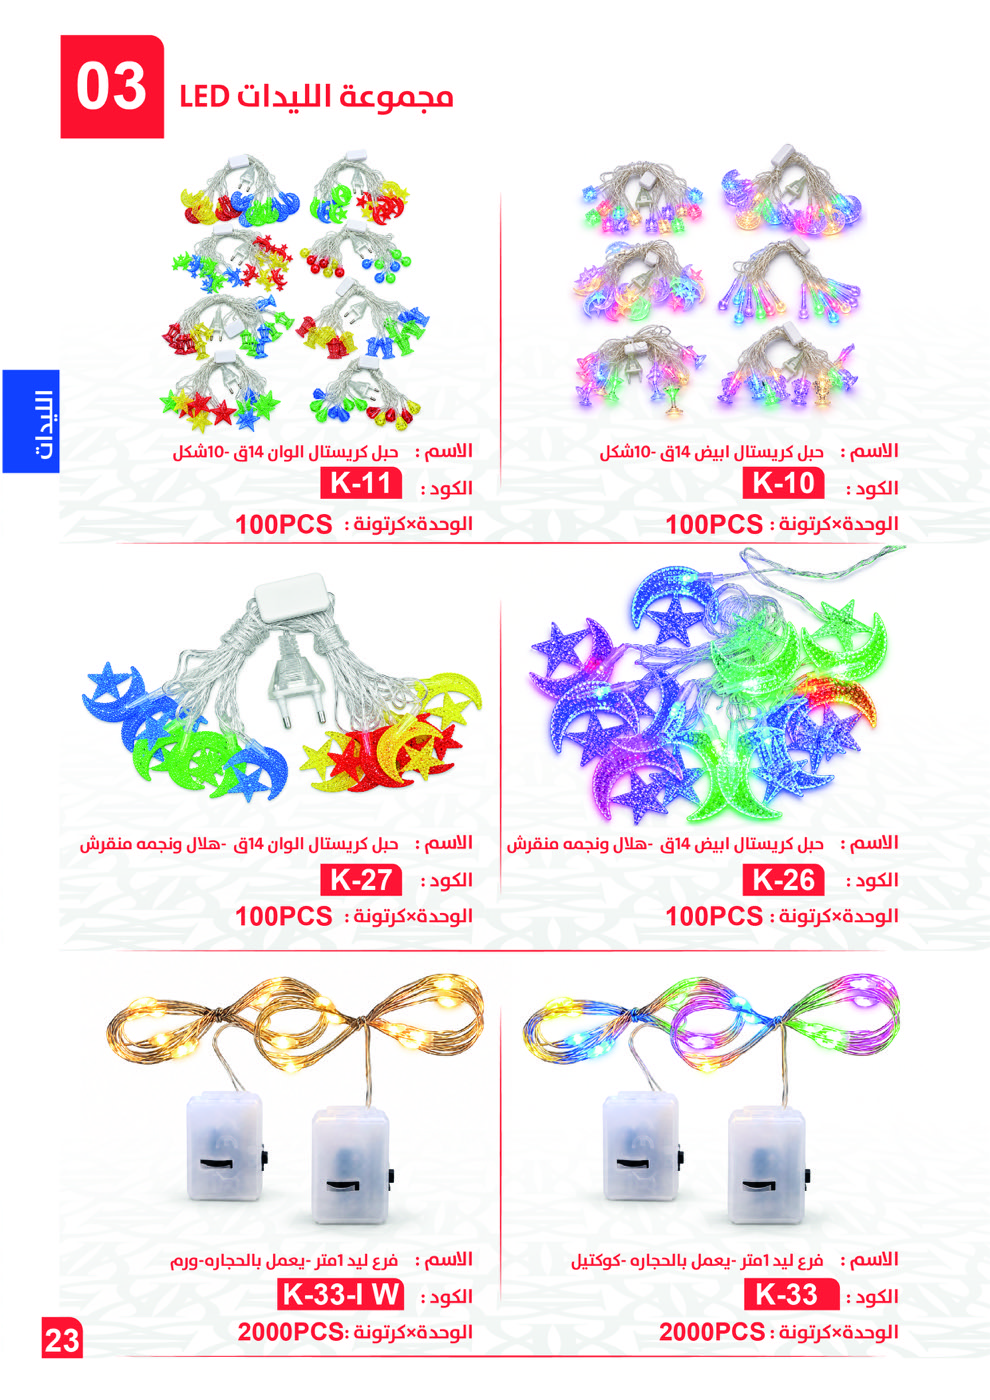 03
مجموعة الليدات LED
الليدات
الاسم : حبل كريستال ابيض 14ق -10شكل
الكود : K-10
الوحدة×كرتونة : 100PCS
الاسم : حبل كريستال الوان 14ق -10شكل
الكود : K-11
الوحدة×كرتونة : 100PCS
الاسم : حبل كريستال ابيض 14ق -هلال ونجمه منقرش
الكود : K-26
الوحدة×كرتونة : 100PCS
الاسم : حبل كريستال الوان 14ق -هلال ونجمه منقرش
الكود : K-27
الوحدة×كرتونة : 100PCS
الاسم : فرع ليد 1متر -يعمل بالحجاره -كوكتيل
الكود : K-33
الوحدة×كرتونة : 2000PCS
الاسم : فرع ليد 1متر -يعمل بالحجاره-ورم
الكود : K-33-I W
الوحدة×كرتونة :2000PCS
23